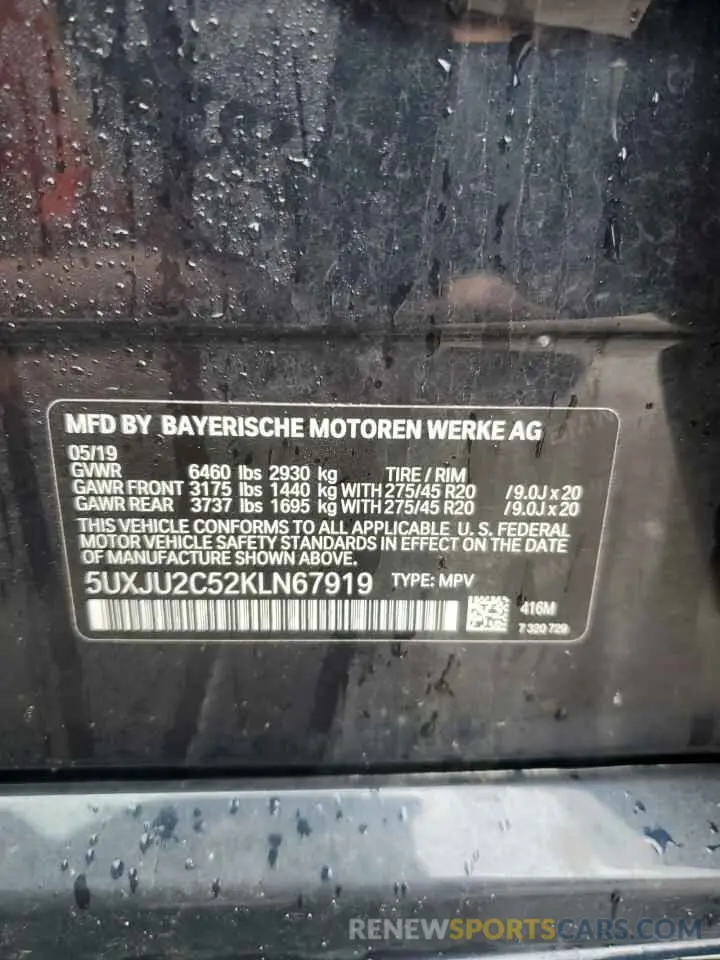 MFD BY BAYERISCHE MOTOREN WERKE AG
05/19
GVWR 6460 lbs 2930 kg TIRE / RIM
GAWR FRONT 3175 lbs 1440 kg WITH 275/45 R20 / 9.0J x 20
GAWR REAR 3737 lbs 1695 kg WITH 275/45 R20 / 9.0J x 20
THIS VEHICLE CONFORMS TO ALL APPLICABLE U. S. FEDERAL
MOTOR VEHICLE SAFETY STANDARDS IN EFFECT ON THE DATE
OF MANUFACTURE SHOWN ABOVE.
5UXJU2C52KLN67919 TYPE: MPV
416M
7 320 729
RENEWSPORTSCARS.COM